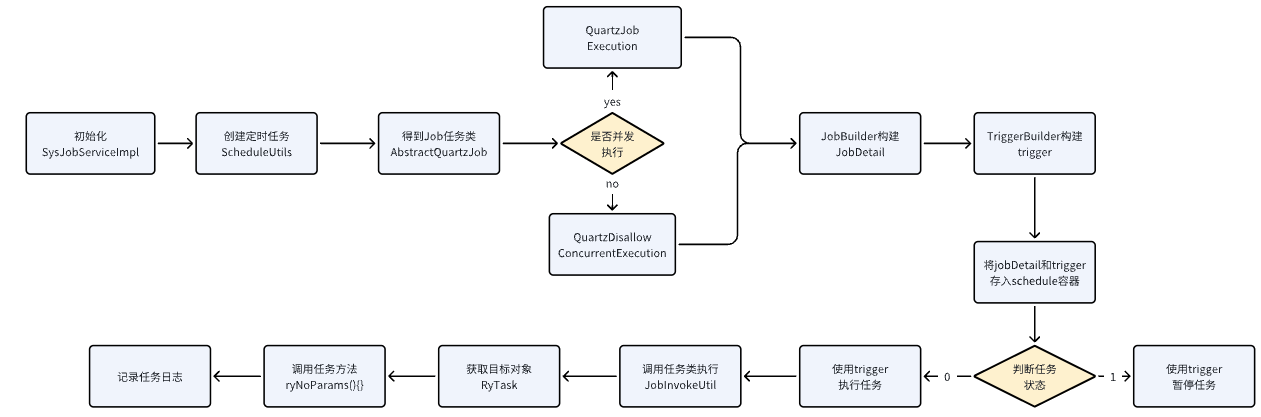 QuartzJob
Execution
yes
初始化
SysJobServiceImpl
创建定时任务
ScheduleUtils
得到Job任务类
AbstractQuartzJob
是否并发
执行
JobBuilder构建
JobDetail
TriggerBuilder构建
trigger
no
QuartzDisallow
ConcurrentExecution
将jobDetail和trigger
存入schedule容器
判断任务
状态
1
使用trigger
暂停任务
0
使用trigger
执行任务
调用任务类执行
JobInvokeUtil
获取目标对象
RyTask
调用任务方法
ryNoParams(){}
记录任务日志